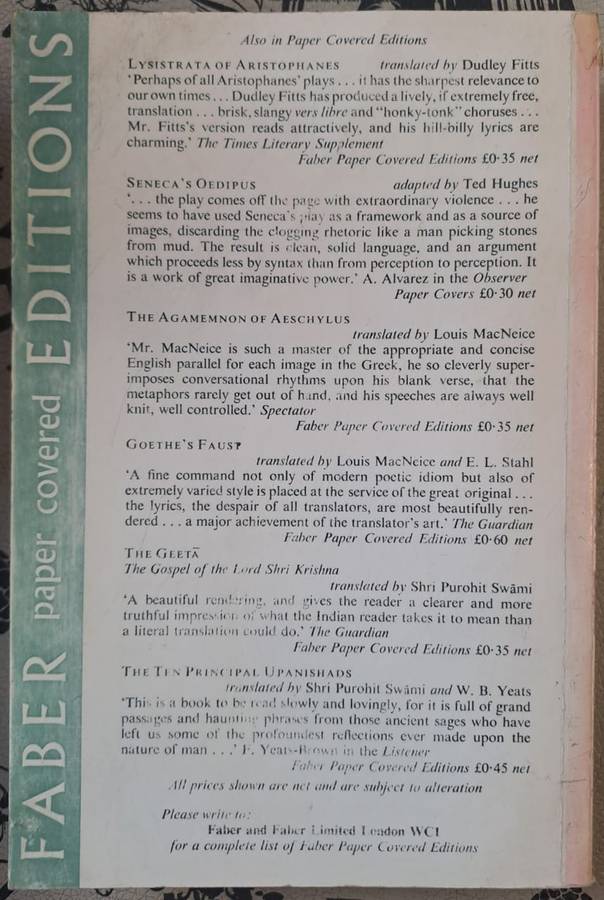 FABER paper covered EDITIONS
Also in Paper Covered Editions
LYSISTRATA OF ARISTOPHANES translated by Dudley Fitts
‘Perhaps of all Aristophanes’ plays . . . it has the sharpest relevance to
our own times . . . Dudley Fitts has produced a lively, if extremely free,
translation . . . brisk, slangy vers libre and “honky-tonk” choruses . . .
Mr. Fitts's version reads attractively, and his hill-billy lyrics are
charming.’ The Times Literary Supplement
Faber Paper Covered Editions £0·35 net
SENECA'S OEDIPUS adapted by Ted Hughes
‘. . . the play comes off the page with extraordinary violence . . . he
seems to have used Seneca's play as a framework and as a source of
images, discarding the clogging rhetoric like a man picking stones
from mud. The result is clean, solid language, and an argument
which proceeds less by syntax than from perception to perception. It
is a work of great imaginative power.’ A. Alvarez in the Observer
Paper Covers £0·30 net
THE AGAMEMNON OF AESCHYLUS
translated by Louis MacNeice
‘Mr. MacNeice is such a master of the appropriate and concise
English parallel for each image in the Greek, he so cleverly super-
imposes conversational rhythms upon his blank verse, that the
metaphors rarely get out of hand, and his speeches are always well
knit, well controlled.’ Spectator
Faber Paper Covered Editions £0·35 net
GOETHE'S FAUST
translated by Louis MacNeice and E. L. Stahl
‘A fine command not only of modern poetic idiom but also of
extremely varied style is placed at the service of the great original . . .
the lyrics, the despair of all translators, are most beautifully ren-
dered . . . a major achievement of the translator's art.’ The Guardian
Faber Paper Covered Editions £0·60 net
THE GEETĀ
The Gospel of the Lord Shri Krishna
translated by Shri Purohit Swāmi
‘A beautiful rendering, and gives the reader a clearer and more
truthful impression of what the Indian reader takes it to mean than
a literal translation could do.’ The Guardian
Faber Paper Covered Editions £0·35 net
THE TEN PRINCIPAL UPANISHADS
translated by Shri Purohit Swāmi and W. B. Yeats
‘This is a book to be read slowly and lovingly, for it is full of grand
passages and haunting phrases from those ancient sages who have
left us some of the profoundest reflections ever made upon the
nature of man . . .’ F. Yeats-Brown in the Listener
Faber Paper Covered Editions £0·45 net
All prices shown are net and are subject to alteration
Please write to:
Faber and Faber Limited London WC1
for a complete list of Faber Paper Covered Editions